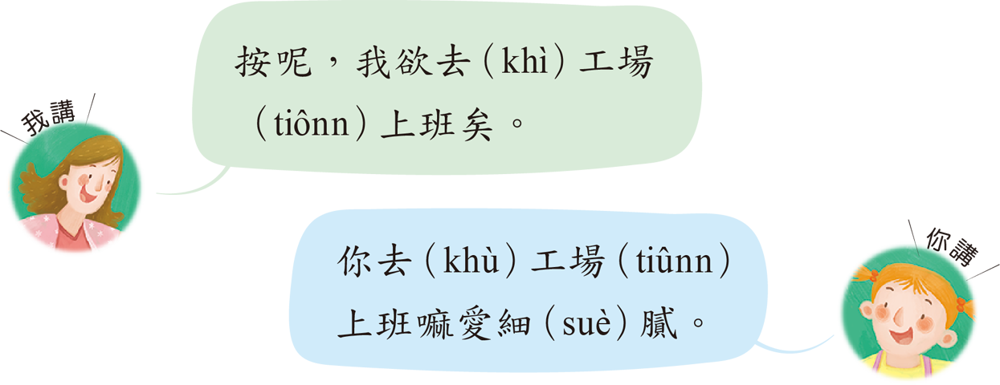 我講
按呢，我欲去（khì）工場
（tiônn）上班矣。
你講
你去（khù）工場（tiûnn）
上班嘛愛細（suè）膩。